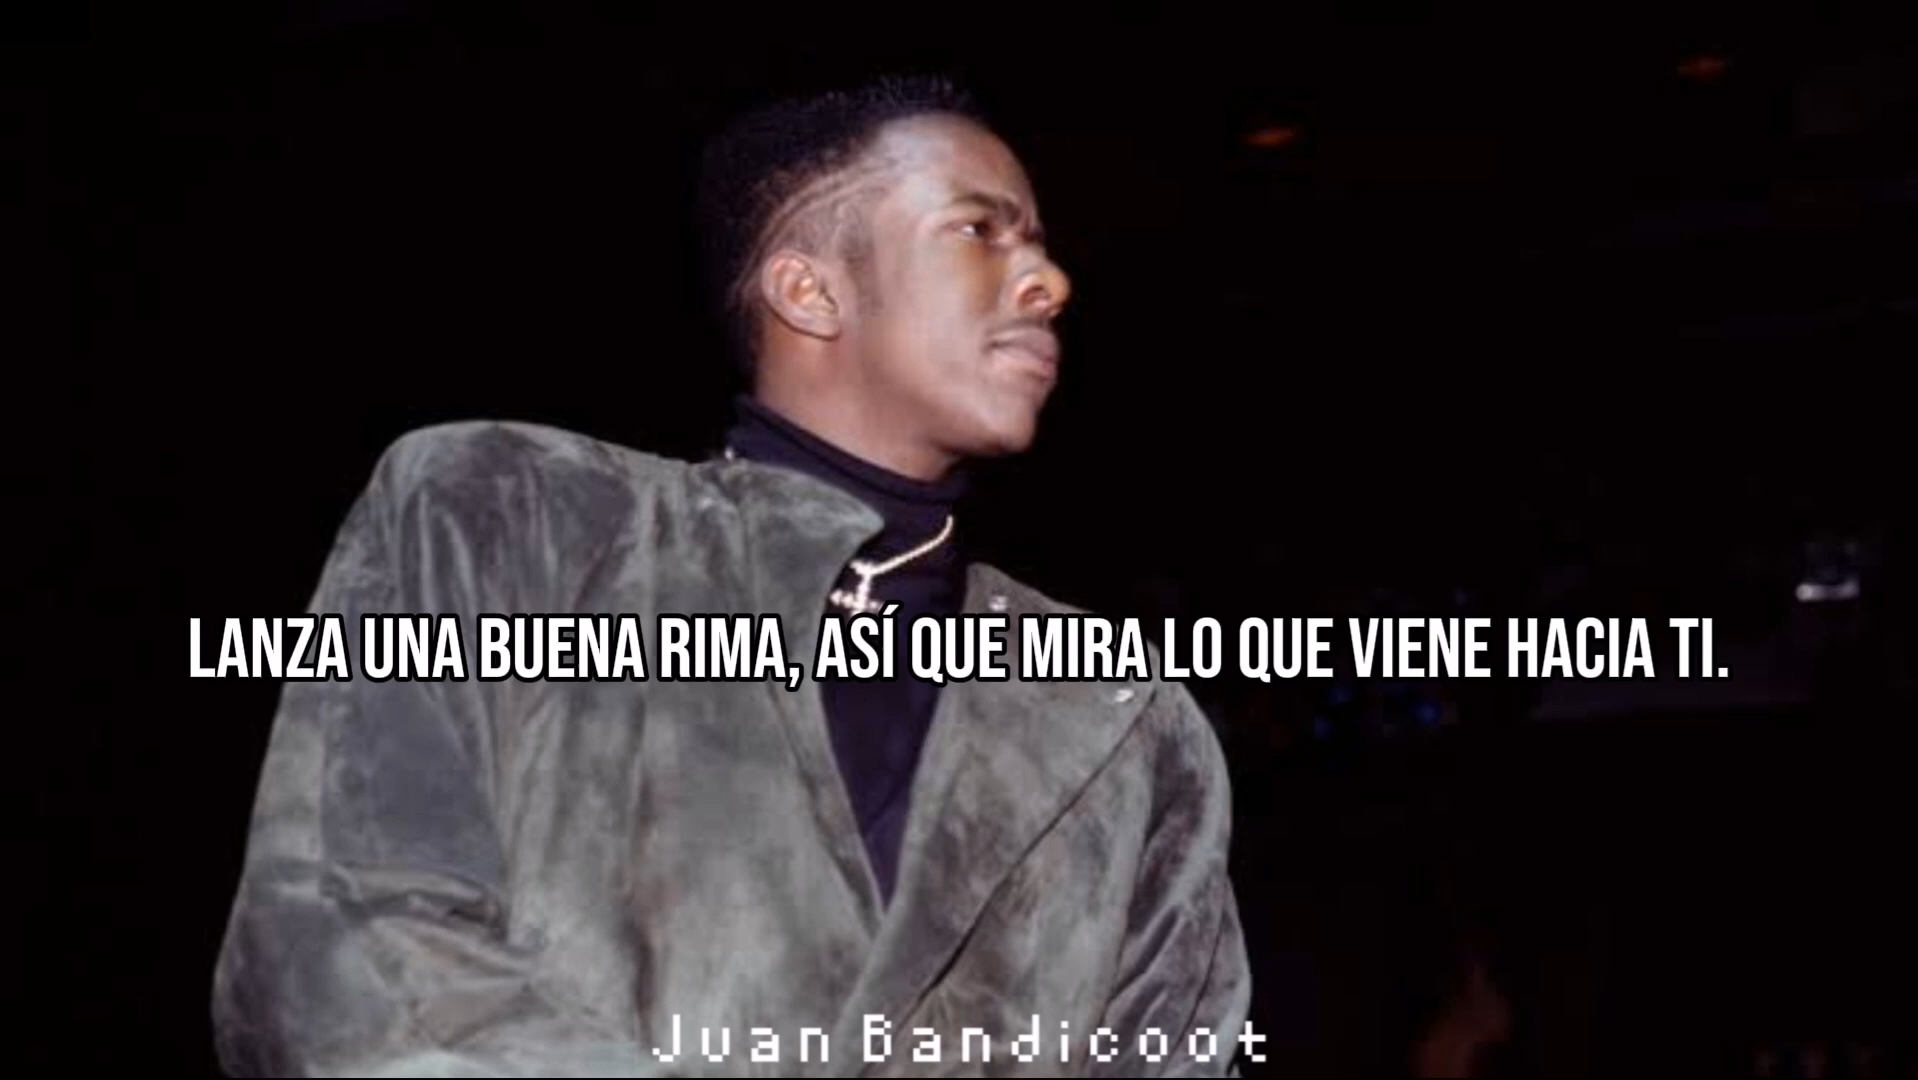 LANZA UNA BUENA RIMA, ASÍ QUE MIRA LO QUE VIENE HACIA TI.
Juan Bandicoot